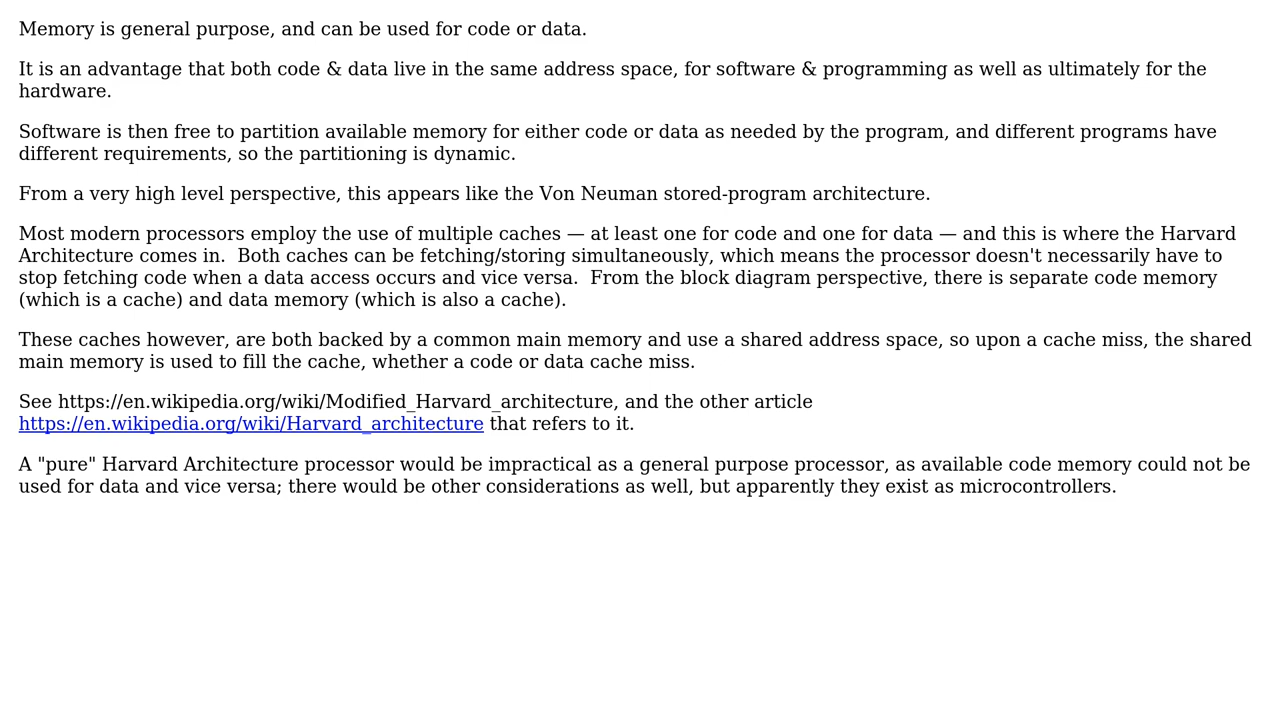 Memory is general purpose, and can be used for code or data.
It is an advantage that both code & data live in the same address space, for software & programming as well as ultimately for the
hardware.
Software is then free to partition available memory for either code or data as needed by the program, and different programs have
different requirements, so the partitioning is dynamic.
From a very high level perspective, this appears like the Von Neuman stored-program architecture.
Most modern processors employ the use of multiple caches — at least one for code and one for data — and this is where the Harvard
Architecture comes in.  Both caches can be fetching/storing simultaneously, which means the processor doesn't necessarily have to
stop fetching code when a data access occurs and vice versa.  From the block diagram perspective, there is separate code memory
(which is a cache) and data memory (which is also a cache).
These caches however, are both backed by a common main memory and use a shared address space, so upon a cache miss, the shared
main memory is used to fill the cache, whether a code or data cache miss.
See https://en.wikipedia.org/wiki/Modified_Harvard_architecture, and the other article
https://en.wikipedia.org/wiki/Harvard_architecture that refers to it.
A "pure" Harvard Architecture processor would be impractical as a general purpose processor, as available code memory could not be
used for data and vice versa; there would be other considerations as well, but apparently they exist as microcontrollers.